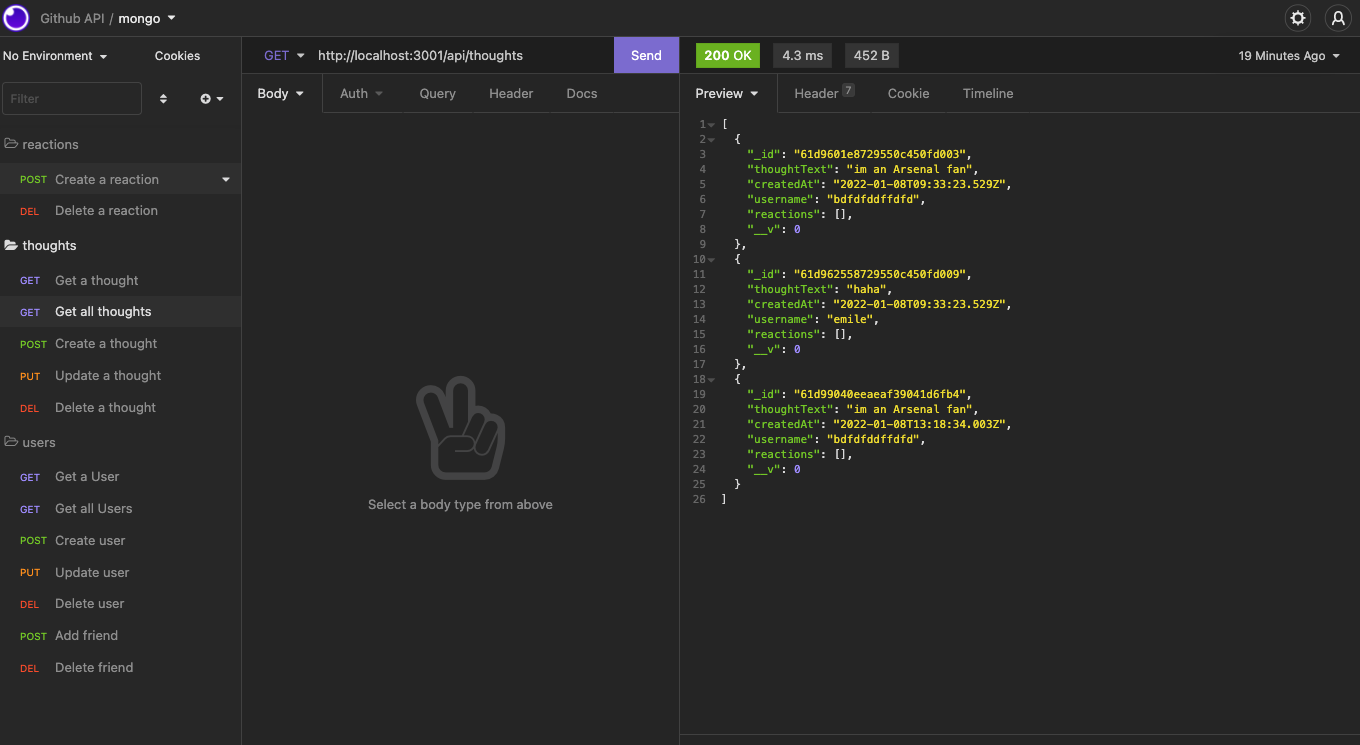 Github API / mongo
No Environment
Cookies
Filter
reactions
POST Create a reaction
DEL Delete a reaction
thoughts
GET Get a thought
GET Get all thoughts
POST Create a thought
PUT Update a thought
DEL Delete a thought
users
GET Get a User
GET Get all Users
POST Create user
PUT Update user
DEL Delete user
POST Add friend
DEL Delete friend
GET http://localhost:3001/api/thoughts Send
Body Auth Query Header Docs
Select a body type from above
200 OK 4.3 ms 452 B 19 Minutes Ago
Preview Header 7 Cookie Timeline
1 [
2 {
3 "_id": "61d9601e8729550c450fd003",
4 "thoughtText": "im an Arsenal fan",
5 "createdAt": "2022-01-08T09:33:23.529Z",
6 "username": "bdfdfddffdfd",
7 "reactions": [],
8 "__v": 0
9 },
10 {
11 "_id": "61d962558729550c450fd009",
12 "thoughtText": "haha",
13 "createdAt": "2022-01-08T09:33:23.529Z",
14 "username": "emile",
15 "reactions": [],
16 "__v": 0
17 },
18 {
19 "_id": "61d99040eeaeaf39041d6fb4",
20 "thoughtText": "im an Arsenal fan",
21 "createdAt": "2022-01-08T13:18:34.003Z",
22 "username": "bdfdfddffdfd",
23 "reactions": [],
24 "__v": 0
25 }
26 ]